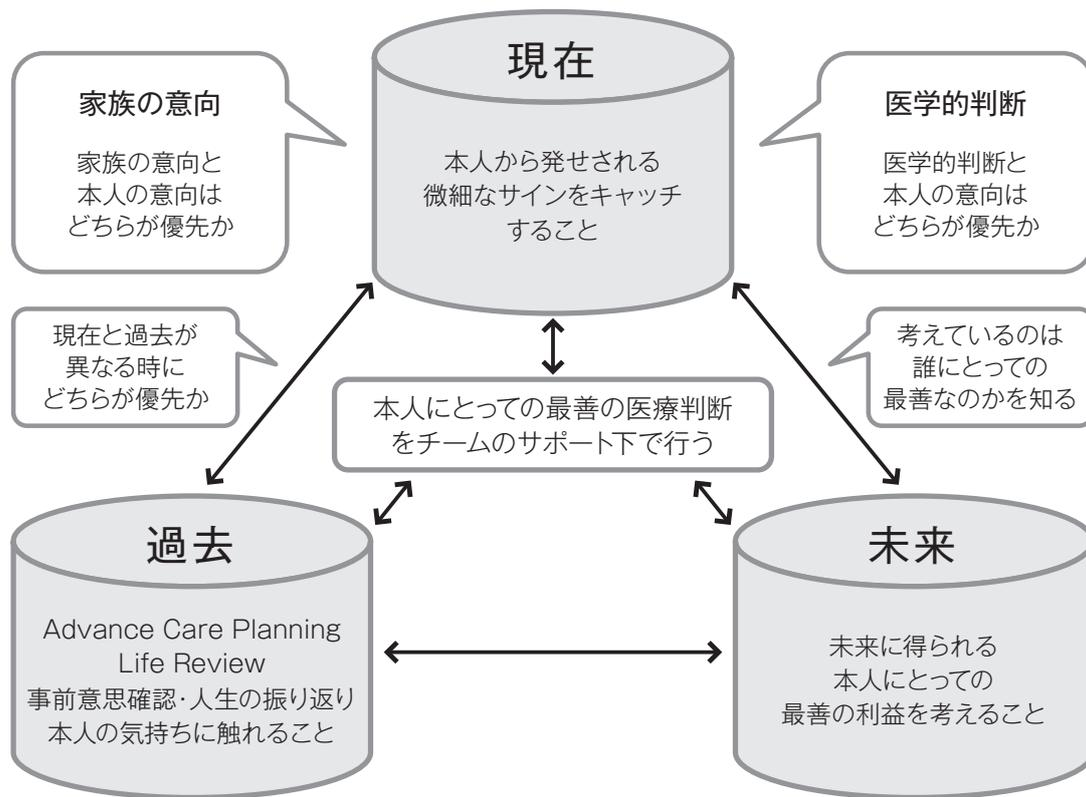 現在
本人から発せされる
微細なサインをキャッチ
すること
家族の意向
家族の意向と
本人の意向は
どちらが優先か
医学的判断
医学的判断と
本人の意向は
どちらが優先か
現在と過去が
異なる時に
どちらが優先か
考えているのは
誰にとっての
最善なのかを知る
本人にとっての最善の医療判断
をチームのサポート下で行う
過去
Advance Care Planning
Life Review
事前意思確認・人生の振り返り
本人の気持ちに触れること
未来
未来に得られる
本人にとっての
最善の利益を考えること